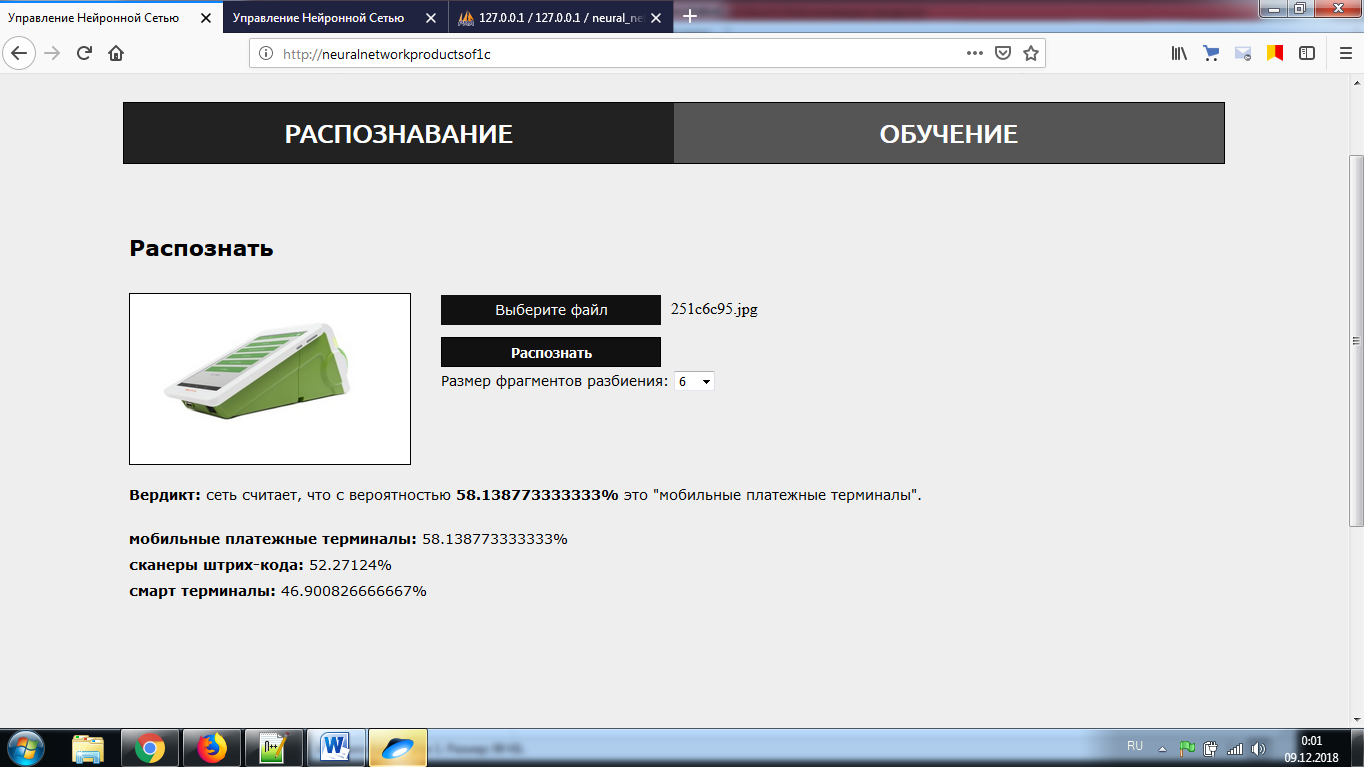 Управление Нейронной Сетью
Управление Нейронной Сетью
127.0.0.1 / 127.0.0.1 / neural_ne
http://neuralnetworkproductsof1c
РАСПОЗНАВАНИЕ
ОБУЧЕНИЕ
Распознать
Выберите файл
251c6c95.jpg
Распознать
Размер фрагментов разбиения: 6
Вердикт: сеть считает, что с вероятностью 58.138773333333% это "мобильные платежные терминалы".
мобильные платежные терминалы: 58.138773333333%
сканеры штрих-кода: 52.27124%
смарт терминалы: 46.900826666667%
RU
0:01
09.12.2018